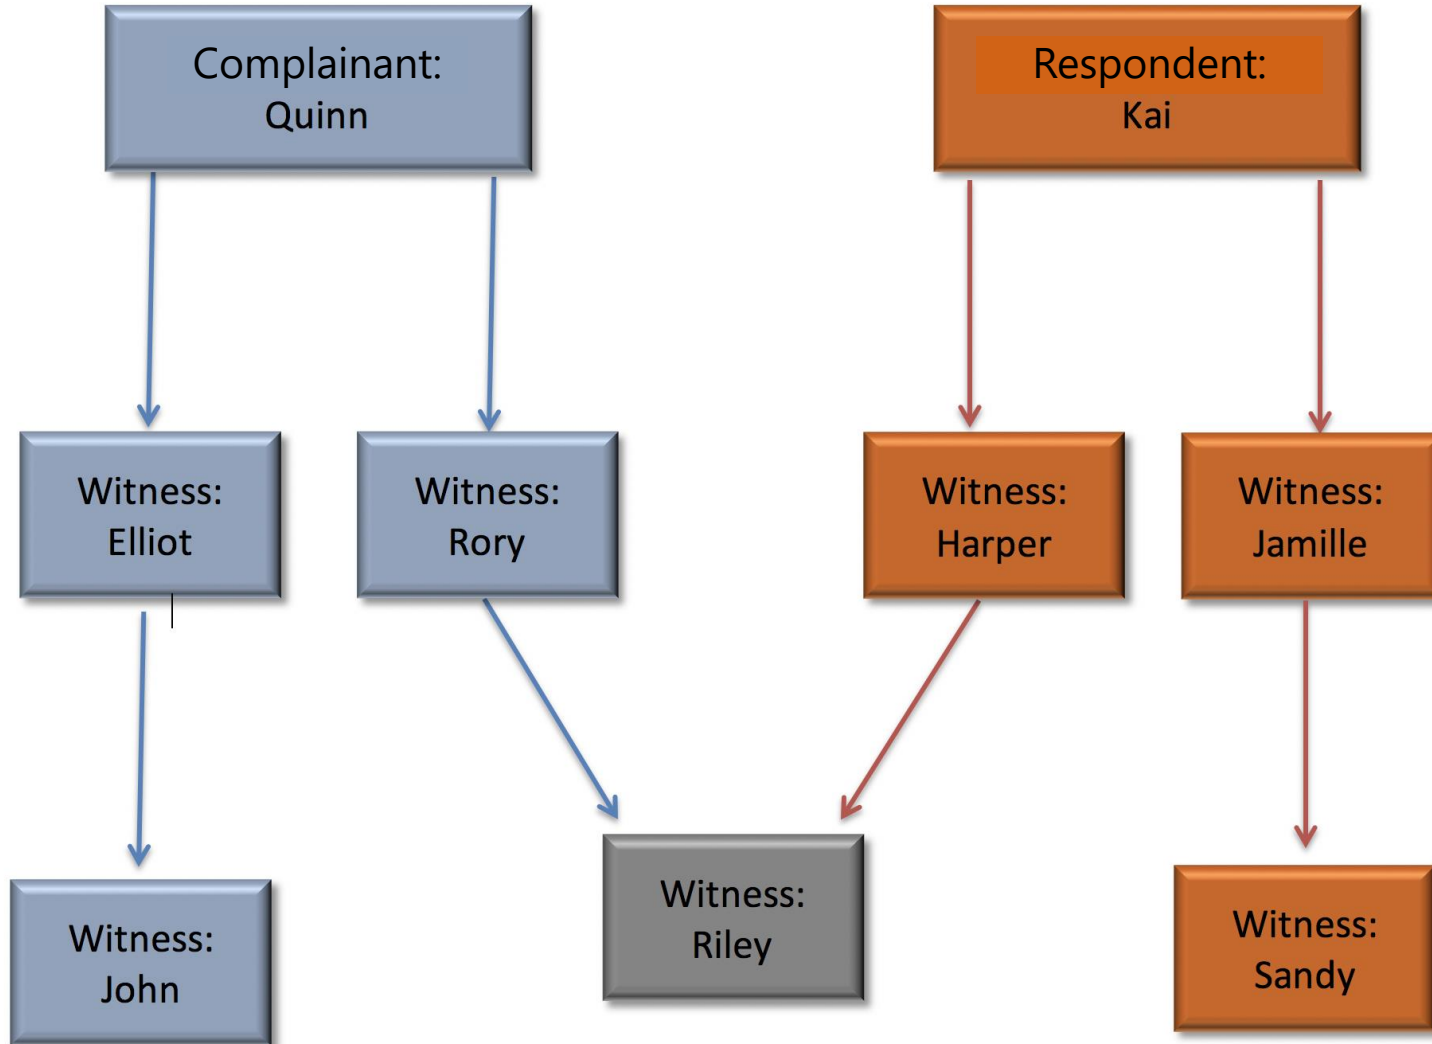 Complainant:
Quinn
Respondent:
Kai
Witness:
Elliot
Witness:
Rory
Witness:
Harper
Witness:
Jamille
Witness:
John
Witness:
Riley
Witness:
Sandy